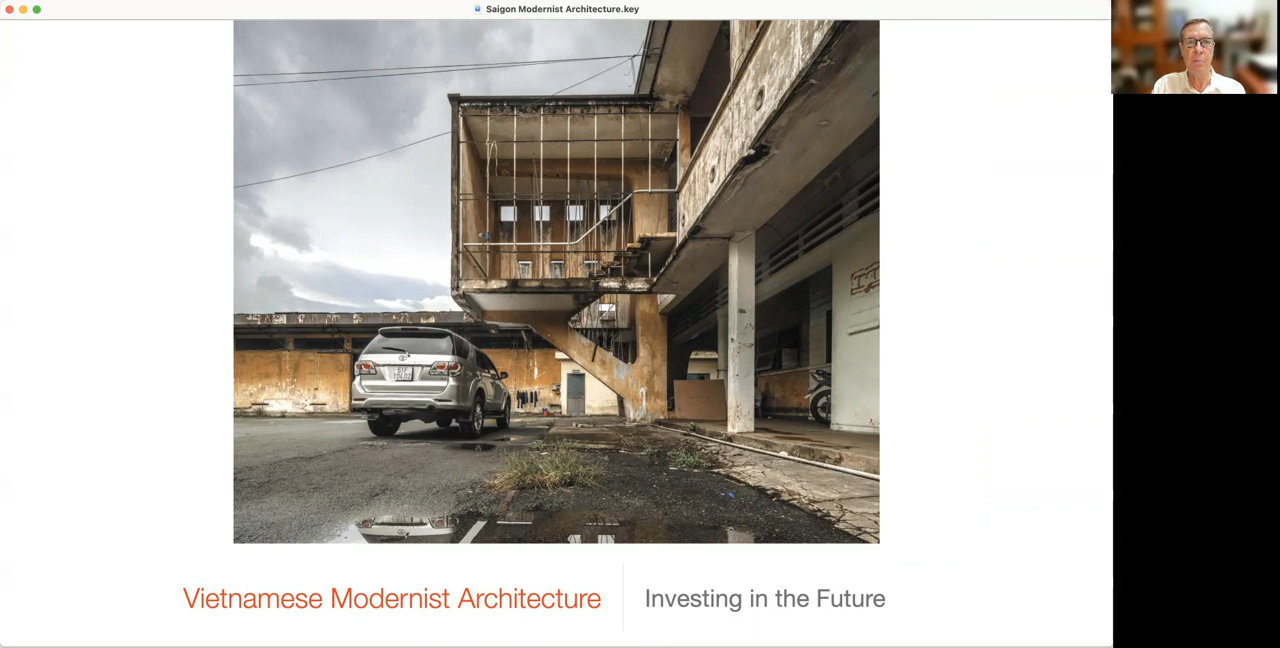 Saigon Modernist Architecture.key
Vietnamese Modernist Architecture
Investing in the Future